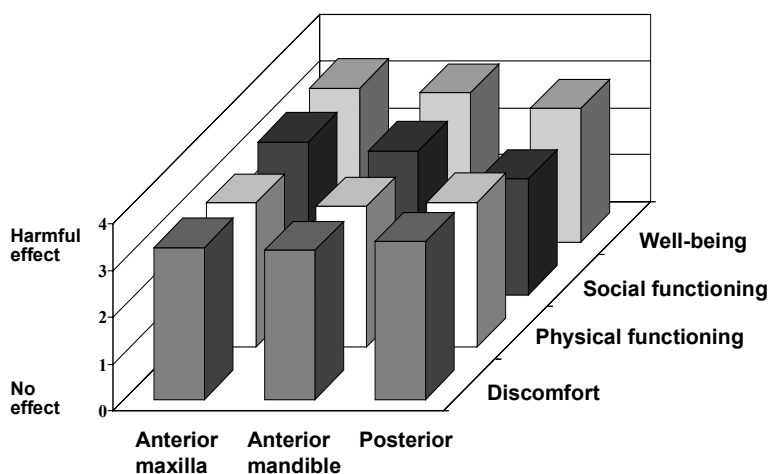 4
Harmful
effect
3
2
1
No
effect
0
Well-being
Social functioning
Physical functioning
Discomfort
Anterior
maxilla
Anterior
mandible
Posterior